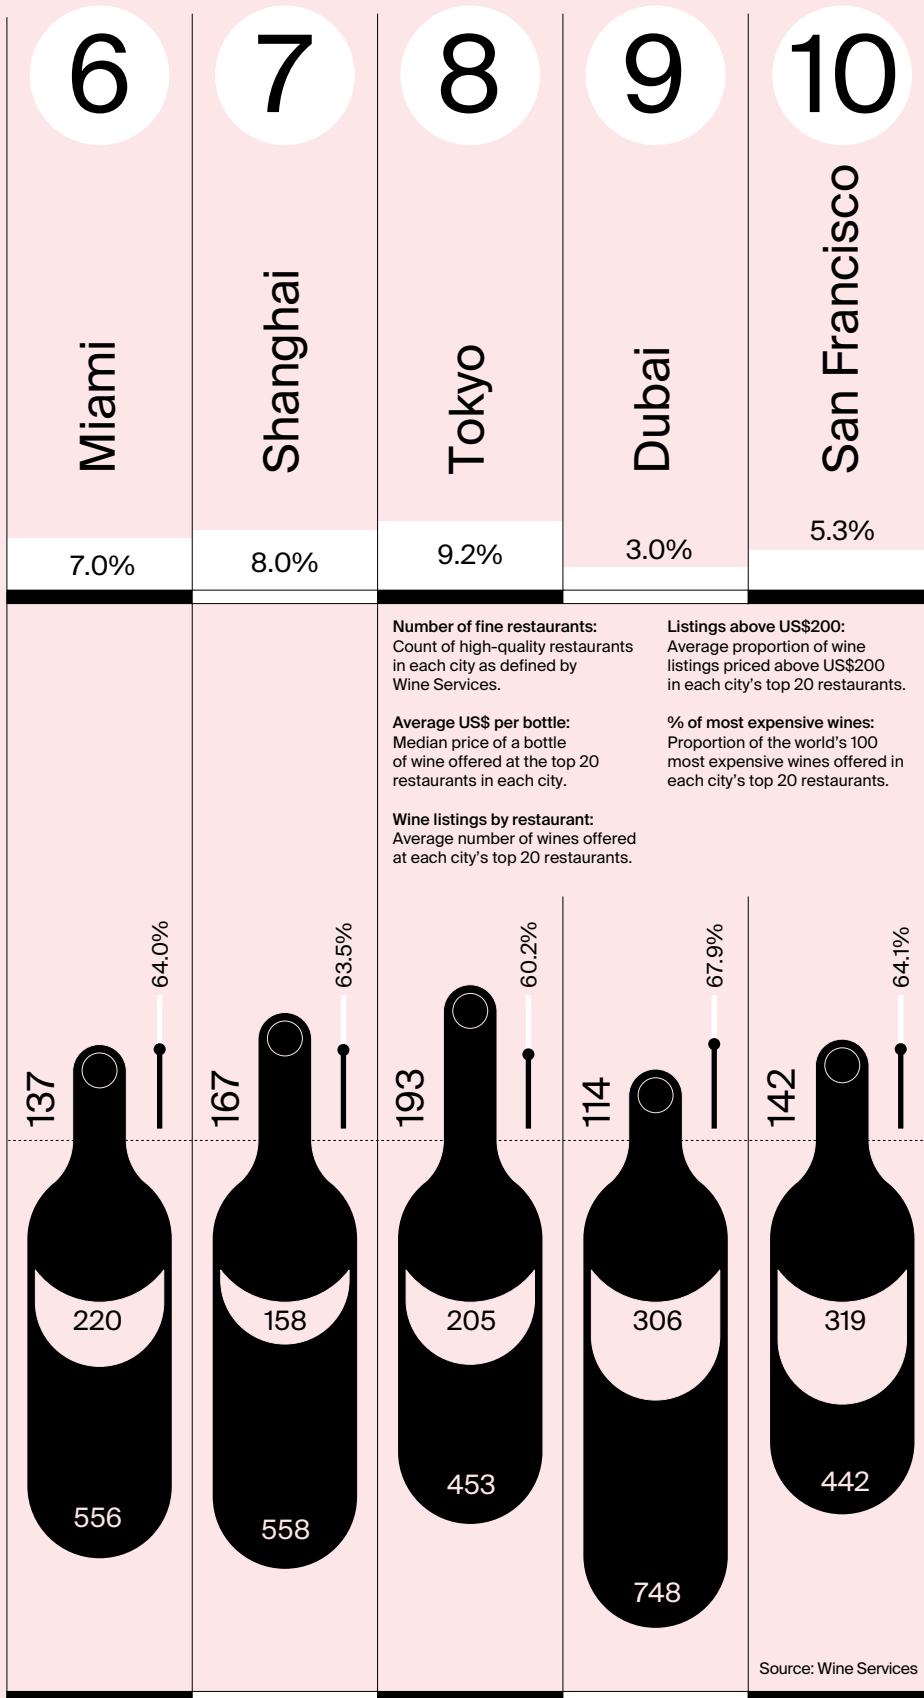 6
7
8
9
10
Miami
Shanghai
Tokyo
Dubai
San Francisco
7.0%
8.0%
9.2%
3.0%
5.3%
Number of fine restaurants:
Count of high-quality restaurants
in each city as defined by
Wine Services.
Average US$ per bottle:
Median price of a bottle
of wine offered at the top 20
restaurants in each city.
Wine listings by restaurant:
Average number of wines offered
at each city's top 20 restaurants.
Listings above US$200:
Average proportion of wine
listings priced above US$200
in each city's top 20 restaurants.
% of most expensive wines:
Proportion of the world's 100
most expensive wines offered in
each city's top 20 restaurants.
137
64.0%
167
63.5%
193
60.2%
114
67.9%
142
64.1%
220
158
205
306
319
556
558
453
748
442
Source: Wine Services